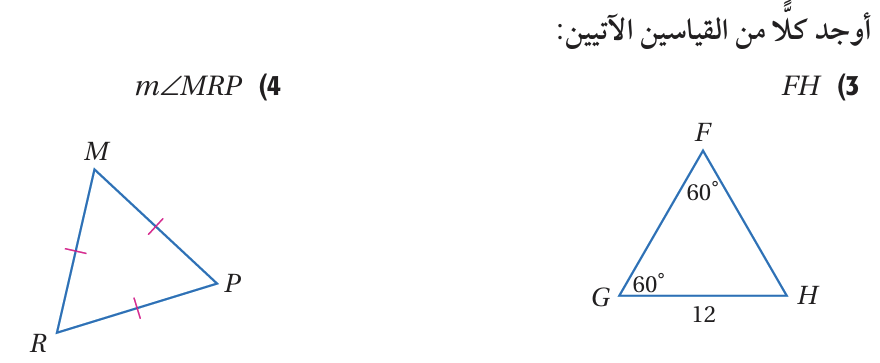 أوجد كلًّا من القياسين الآتيين:
3) FH
4) m∠MRP
F
60°
G
60°
H
12
M
P
R